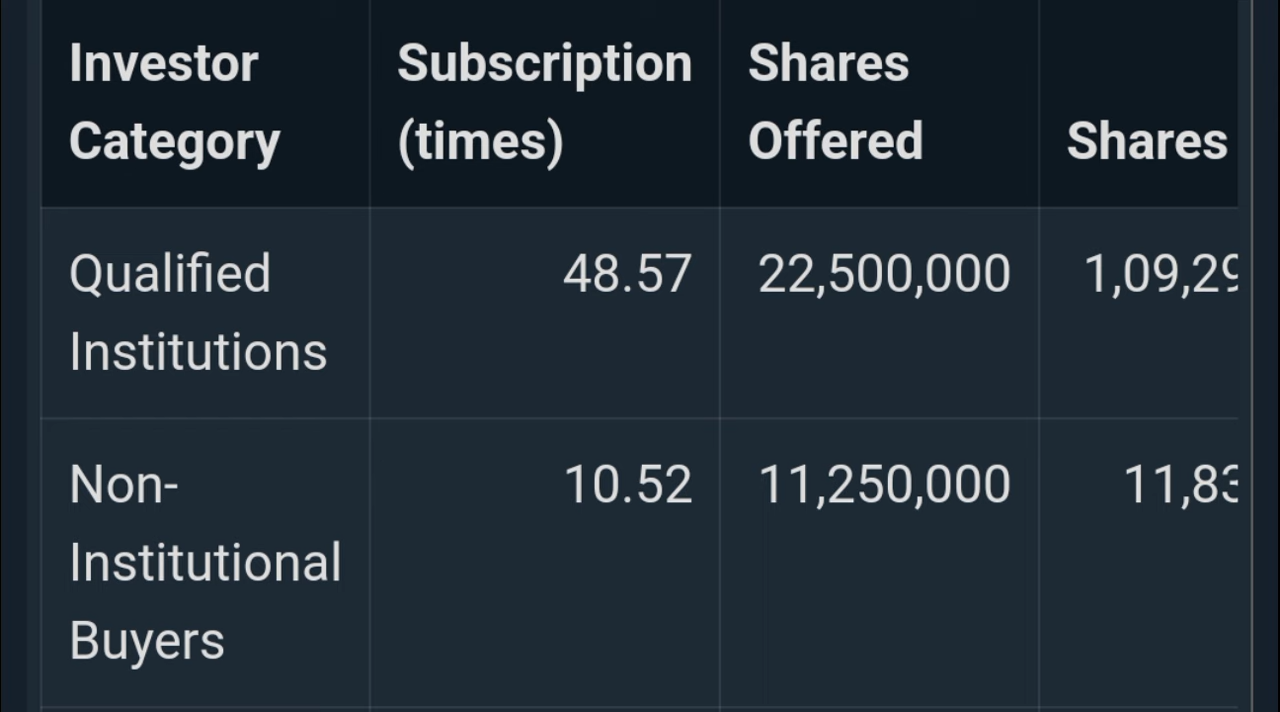 Investor Category
Subscription (times)
Shares Offered
Shares
Qualified Institutions
48.57
22,500,000
Non-Institutional Buyers
10.52
11,250,000